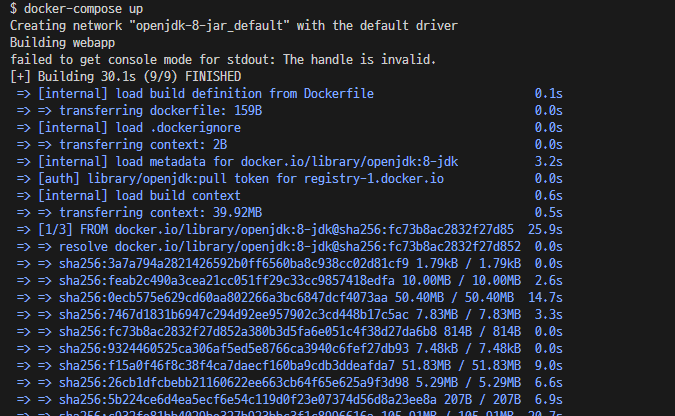 $ docker-compose up
Creating network "openjdk-8-jar_default" with the default driver
Building webapp
failed to get console mode for stdout: The handle is invalid.
[+] Building 30.1s (9/9) FINISHED
=> [internal] load build definition from Dockerfile 0.1s
=> => transferring dockerfile: 159B 0.0s
=> [internal] load .dockerignore 0.0s
=> => transferring context: 2B 0.0s
=> [internal] load metadata for docker.io/library/openjdk:8-jdk 3.2s
=> [auth] library/openjdk:pull token for registry-1.docker.io 0.0s
=> [internal] load build context 0.6s
=> => transferring context: 39.92MB 0.5s
=> [1/3] FROM docker.io/library/openjdk:8-jdk@sha256:fc73b8ac2832f27d85 25.9s
=> => resolve docker.io/library/openjdk:8-jdk@sha256:fc73b8ac2832f27d852 0.0s
=> => sha256:3a7a794a2821426592b0ff6560ba8c938cc02d81cf9 1.79kB / 1.79kB 0.0s
=> => sha256:feab2c490a3cea21cc051ff29c33cc9857418edfa 10.00MB / 10.00MB 2.6s
=> => sha256:0ecb575e629cd60aa802266a3bc6847dcf4073aa 50.40MB / 50.40MB 14.7s
=> => sha256:7467d1831b6947c294d92ee957902c3cd448b17c5ac 7.83MB / 7.83MB 3.3s
=> => sha256:fc73b8ac2832f27d852a380b3d5fa6e051c4f38d27da6b8 814B / 814B 0.0s
=> => sha256:9324460525ca306af5ed5e8766ca3940c6fef27db93 7.48kB / 7.48kB 0.0s
=> => sha256:f15a0f46f8c38f4ca7daecf160ba9cdb3ddeafda7 51.83MB / 51.83MB 9.0s
=> => sha256:26cb1dfcbebb21160622ee663cb64f65e625a9f3d98 5.29MB / 5.29MB 6.6s
=> => sha256:5b224ce6d4ea5ecf6e54c119d0f23e07374d56d8a23ee8a 207B / 207B 6.9s